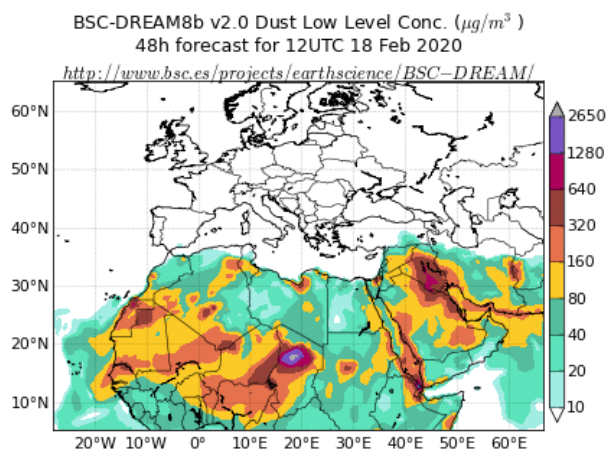 BSC-DREAM8b v2.0 Dust Low Level Conc. (μg/m³ )
48h forecast for 12UTC 18 Feb 2020
http://www.bsc.es/projects/earthscience/BSC−DREAM/
60°N
50°N
40°N
30°N
20°N
10°N
20°W 10°W 0° 10°E 20°E 30°E 40°E 50°E 60°E
2650
1280
640
320
160
80
40
20
10